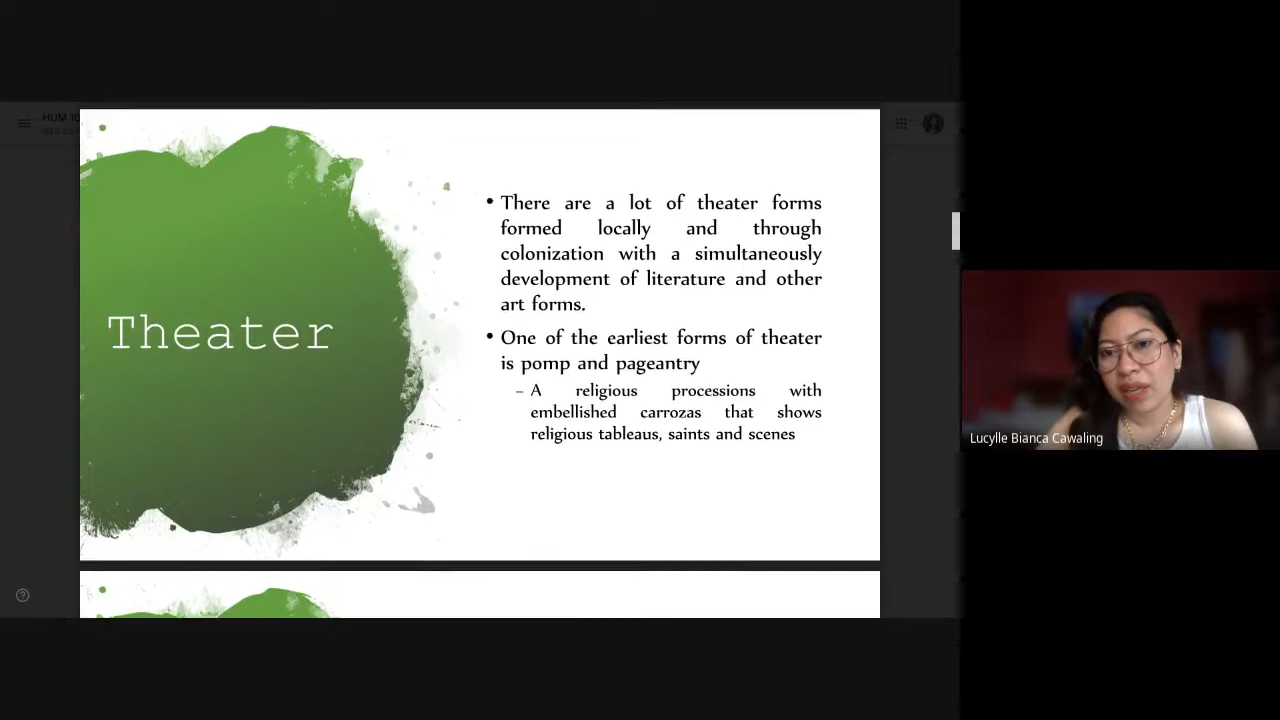 HUM 10
Theater
• There are a lot of theater forms
formed locally and through
colonization with a simultaneously
development of literature and other
art forms.
• One of the earliest forms of theater
is pomp and pageantry
– A religious processions with
embellished carrozas that shows
religious tableaus, saints and scenes
Lucylle Bianca Cawaling